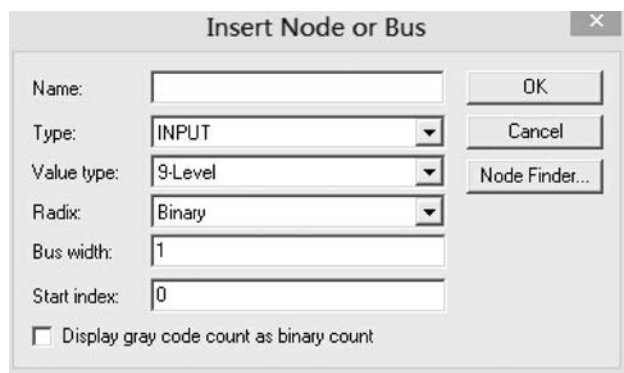 Insert Node or Bus
Name:
OK
Type: INPUT
Cancel
Value type: 9-Level
Node Finder...
Radix: Binary
Bus width: 1
Start index: 0
Display gray code count as binary count